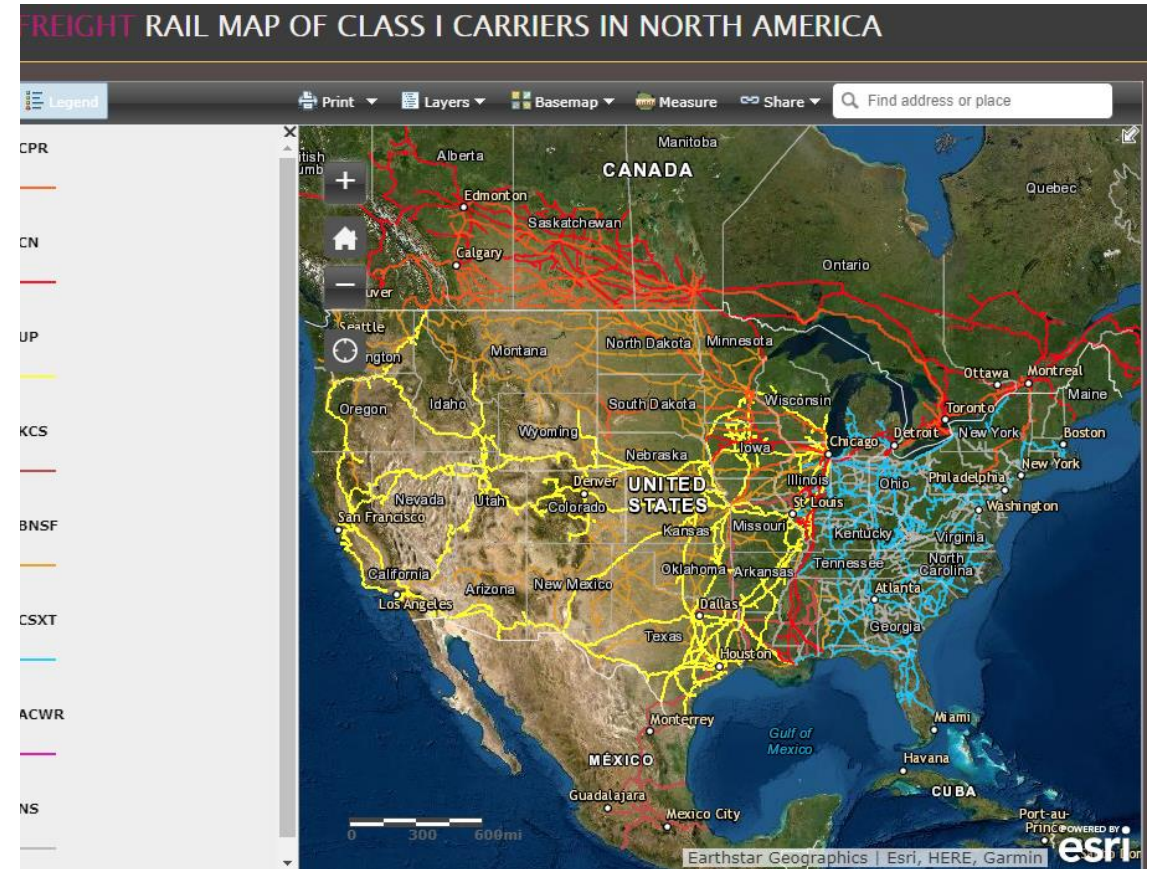 FREIGHT RAIL MAP OF CLASS I CARRIERS IN NORTH AMERICA
Legend
Print Layers Basemap Measure Share Find address or place
CPR
CN
UP
KCS
BNSF
CSXT
ACWR
NS
Alberta
Manitoba
CANADA
Quebec
Edmonton
Saskatchewan
Calgary
Ontario
Seattle
Montana
North Dakota
Minnesota
Ottawa
Montreal
Maine
Oregon
Idaho
South Dakota
Wisconsin
Toronto
Wyoming
Iowa
Chicago
Detroit
New York
Boston
Nebraska
New York
Denver
UNITED
STATES
Illinois
Ohio
Philadelphia
Nevada
Utah
Colorado
St Louis
Washington
San Francisco
Kansas
Missouri
Kentucky
Virginia
California
Arizona
New Mexico
Oklahoma
Arkansas
Tennessee
North
Carolina
Los Angeles
Dallas
Atlanta
Texas
Georgia
Houston
Monterrey
Gulf of
Mexico
Miami
MÉXICO
Havana
Guadalajara
CUBA
Mexico City
Port-au-
0 300 600mi
POWERED BY
esri
Earthstar Geographics | Esri, HERE, Garmin